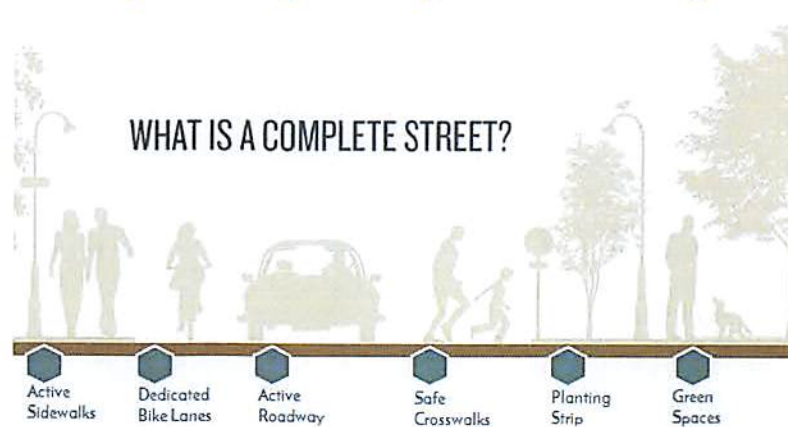 WHAT IS A COMPLETE STREET?
Active
Sidewalks
Dedicated
Bike Lanes
Active
Roadway
Safe
Crosswalks
Planting
Strip
Green
Spaces